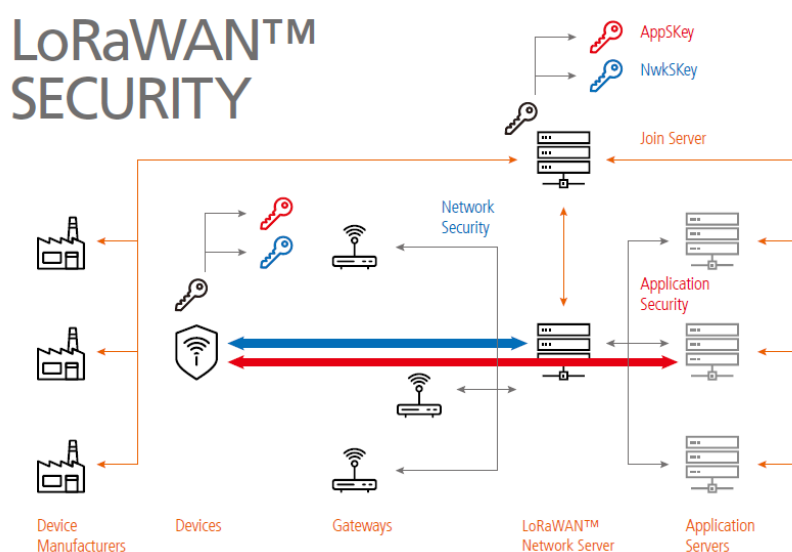 LoRaWAN™
SECURITY
AppSKey
NwkSKey
Join Server
Network
Security
Application
Security
Device
Manufacturers
Devices
Gateways
LoRaWAN™
Network Server
Application
Servers